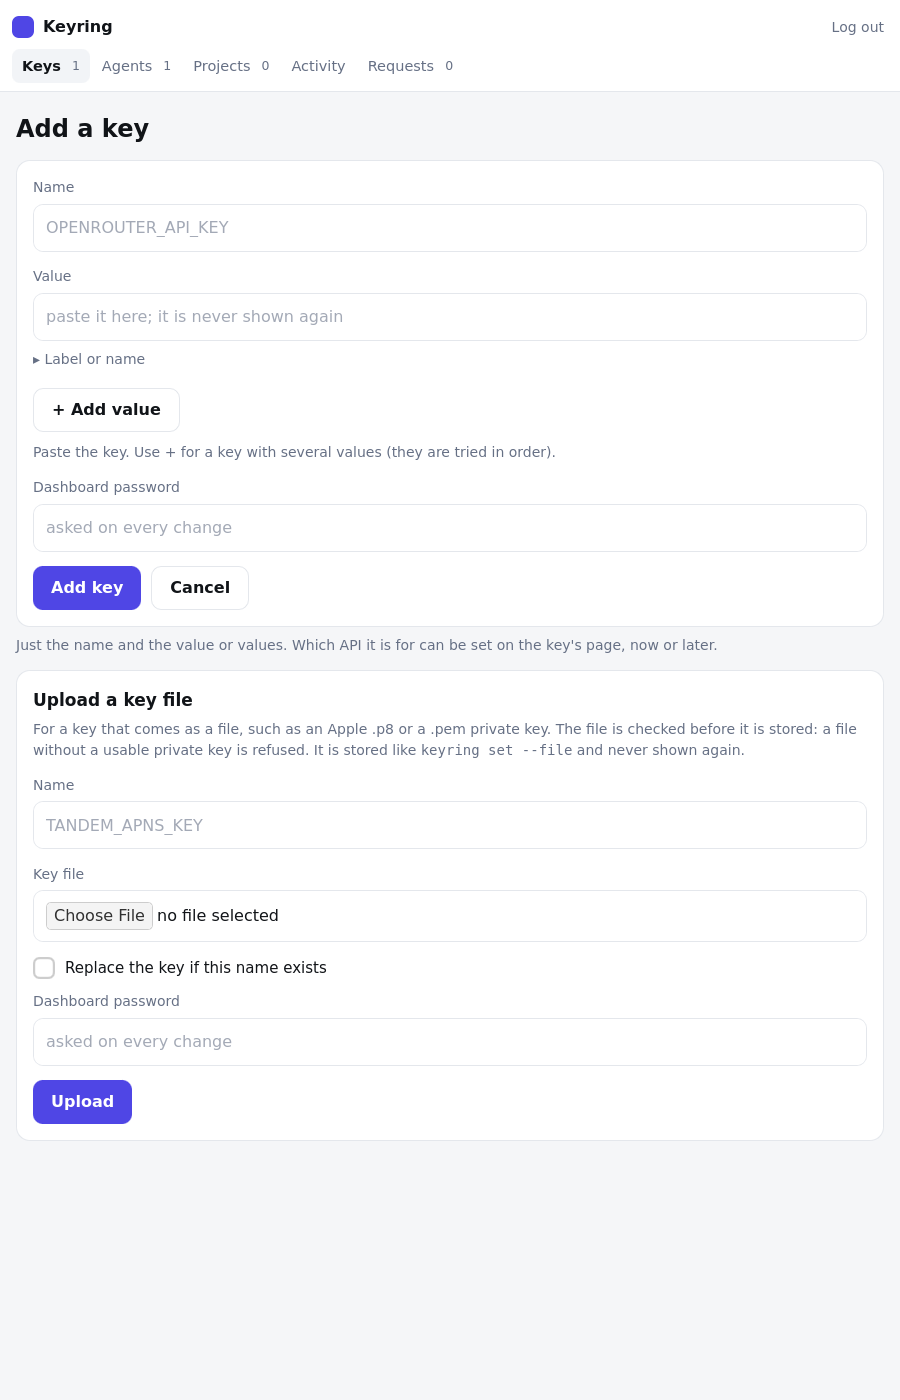 Keyring
Log out
Keys 1 Agents 1 Projects 0 Activity Requests 0
Add a key
Name
OPENROUTER_API_KEY
Value
paste it here; it is never shown again
▸ Label or name
+ Add value
Paste the key. Use + for a key with several values (they are tried in order).
Dashboard password
asked on every change
Add key Cancel
Just the name and the value or values. Which API it is for can be set on the key's page, now or later.
Upload a key file
For a key that comes as a file, such as an Apple .p8 or a .pem private key. The file is checked before it is stored: a file
without a usable private key is refused. It is stored like keyring set --file and never shown again.
Name
TANDEM_APNS_KEY
Key file
Choose File no file selected
Replace the key if this name exists
Dashboard password
asked on every change
Upload